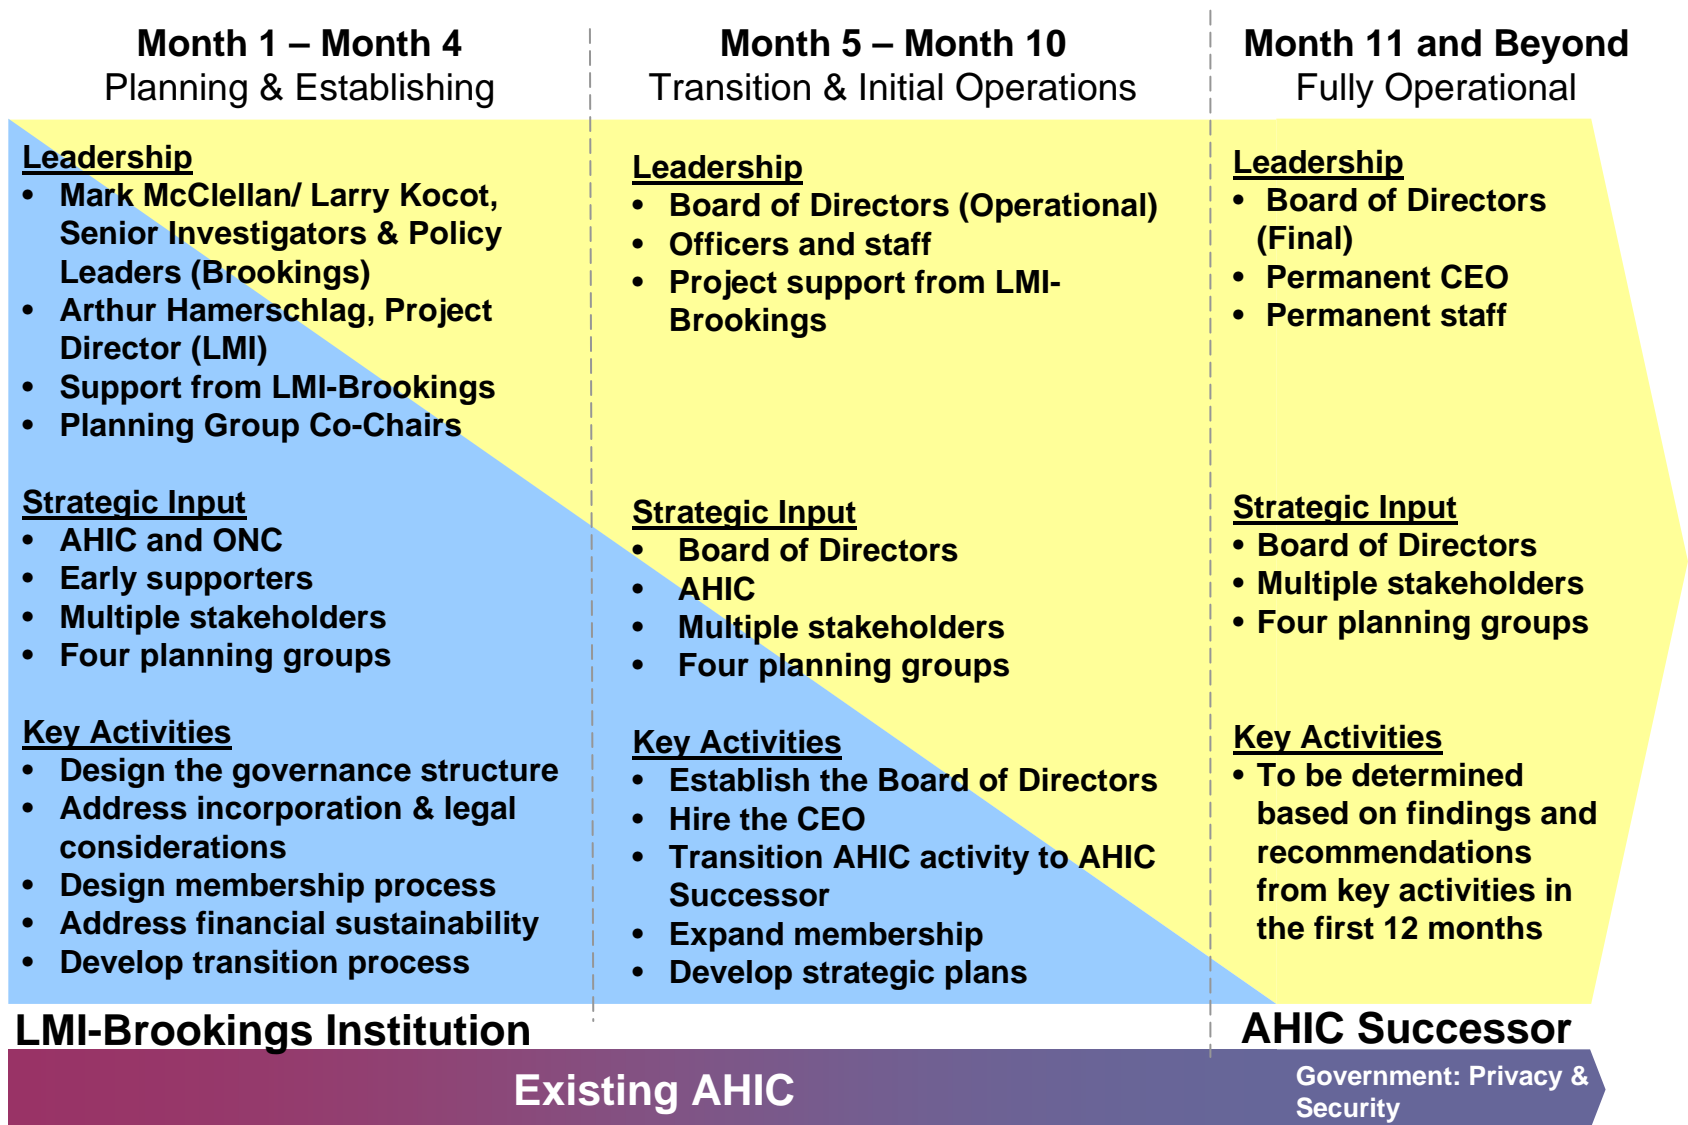 Month 1 – Month 4
Planning & Establishing
Leadership
• Mark McClellan/ Larry Kocot,
Senior Investigators & Policy
Leaders (Brookings)
• Arthur Hamerschlag, Project
Director (LMI)
• Support from LMI-Brookings
• Planning Group Co-Chairs
Strategic Input
• AHIC and ONC
• Early supporters
• Multiple stakeholders
• Four planning groups
Key Activities
• Design the governance structure
• Address incorporation & legal
considerations
• Design membership process
• Address financial sustainability
• Develop transition process
Month 5 – Month 10
Transition & Initial Operations
Leadership
• Board of Directors (Operational)
• Officers and staff
• Project support from LMI-
Brookings
Strategic Input
• Board of Directors
• AHIC
• Multiple stakeholders
• Four planning groups
Key Activities
• Establish the Board of Directors
• Hire the CEO
• Transition AHIC activity to AHIC
Successor
• Expand membership
• Develop strategic plans
Month 11 and Beyond
Fully Operational
Leadership
• Board of Directors
(Final)
• Permanent CEO
• Permanent staff
Strategic Input
• Board of Directors
• Multiple stakeholders
• Four planning groups
Key Activities
• To be determined
based on findings and
recommendations
from key activities in
the first 12 months
LMI-Brookings Institution
AHIC Successor
Existing AHIC
Government: Privacy &
Security